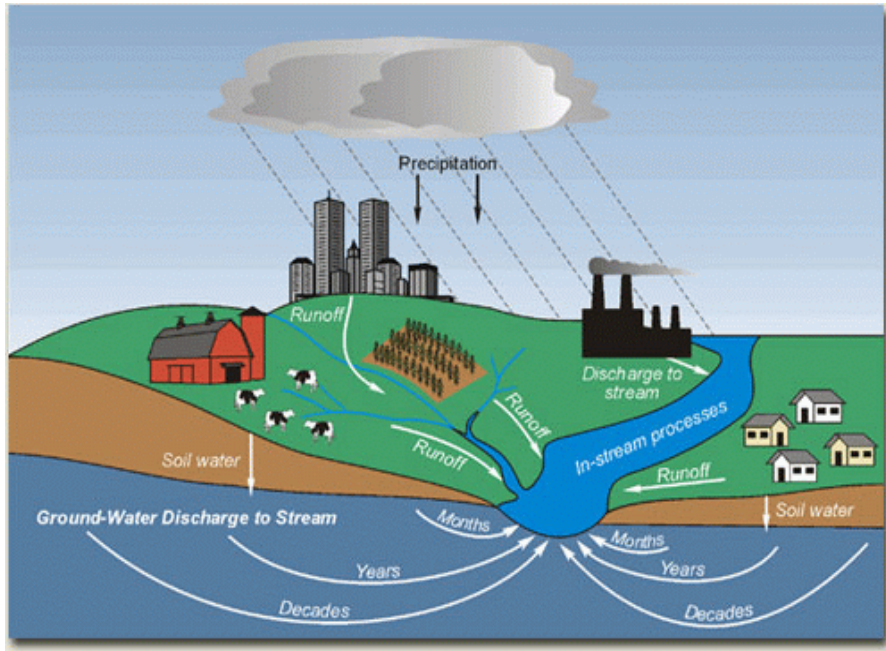 Precipitation
Runoff
Discharge to
stream
Runoff
In-stream processes
Runoff
Runoff
Soil water
Soil water
Ground-Water Discharge to Stream
Months
Months
Years
Years
Decades
Decades